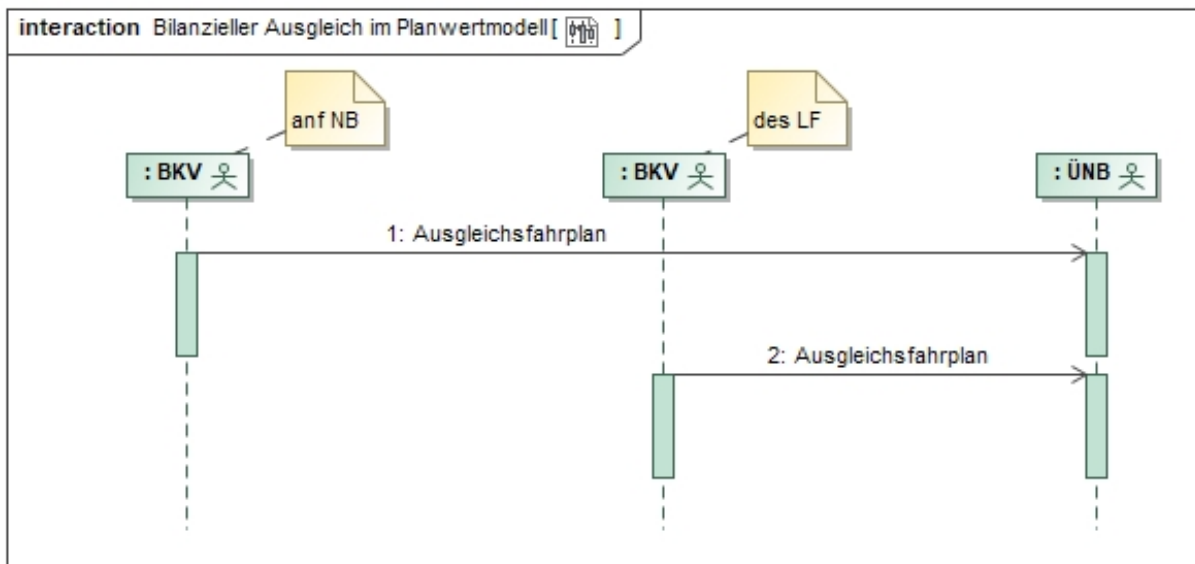 interaction Bilanzieller Ausgleich im Planwertmodell [ ]
anf NB
des LF
: BKV
: BKV
: ÜNB
1: Ausgleichsfahrplan
2: Ausgleichsfahrplan